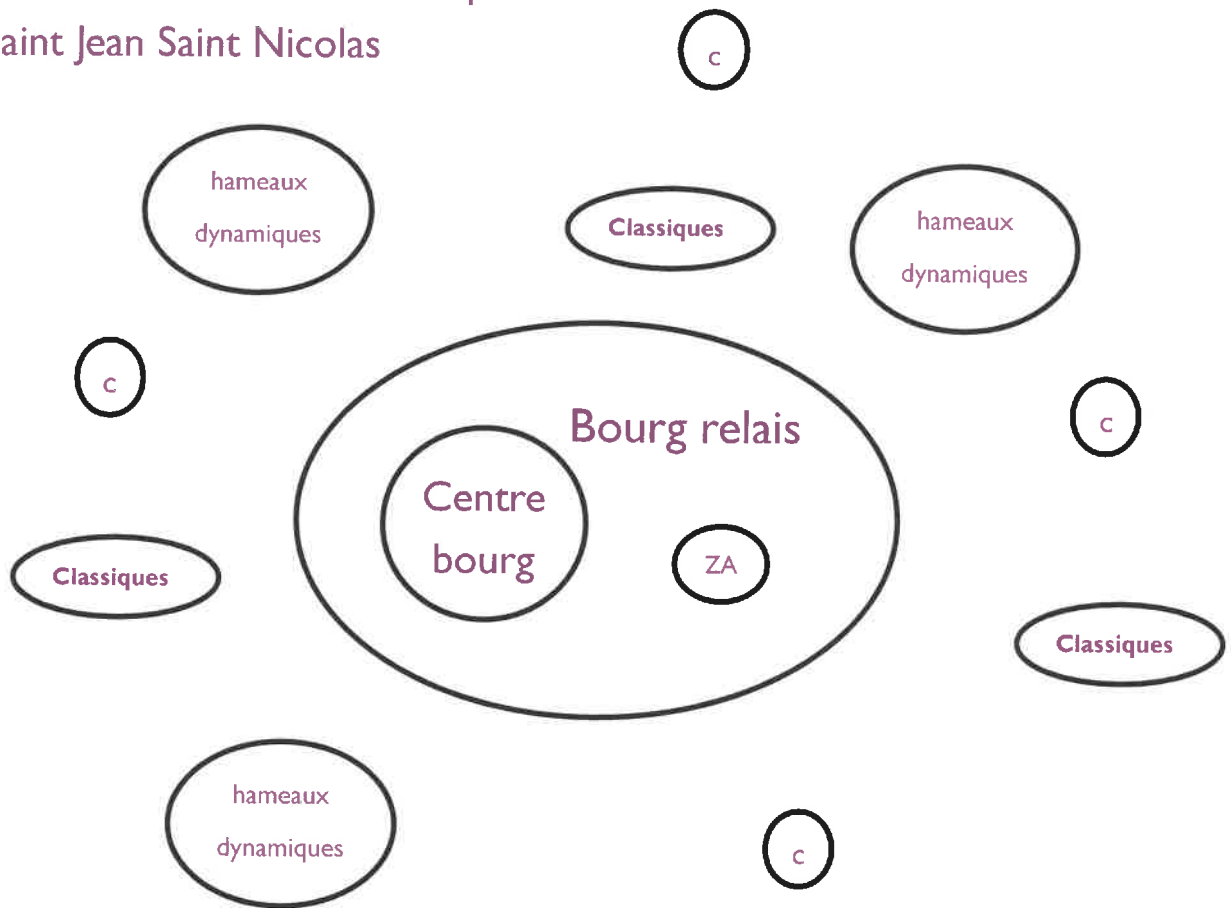 aint Jean Saint Nicolas
c
hameaux
dynamiques
Classiques
hameaux
dynamiques
c
c
Bourg relais
Centre
bourg
ZA
Classiques
Classiques
hameaux
dynamiques
c